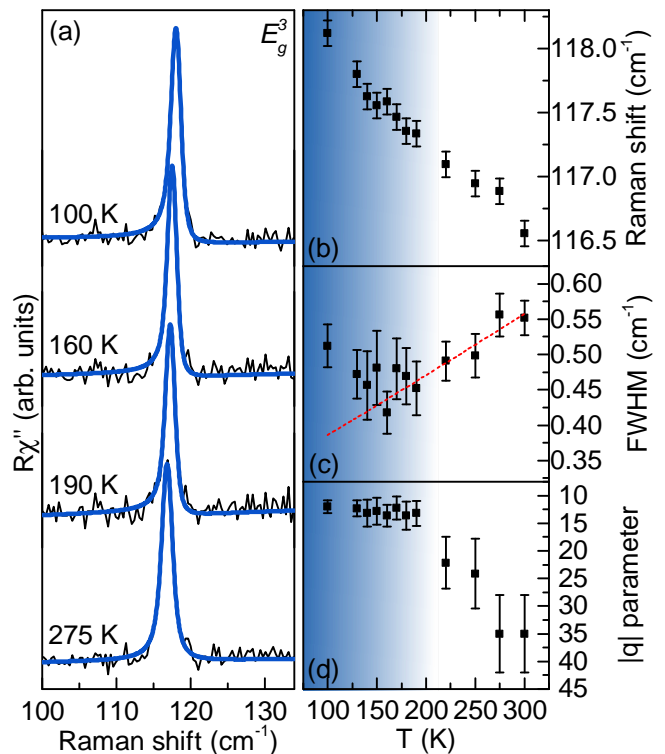 (a)
E_g^3
100 K
160 K
190 K
275 K
Rχ'' (arb. units)
100 110 120 130
Raman shift (cm⁻¹)
118.0
117.5
117.0
116.5
Raman shift (cm⁻¹)
(b)
0.60
0.55
0.50
0.45
0.40
0.35
FWHM (cm⁻¹)
(c)
10
15
20
25
30
35
40
45
|q| parameter
(d)
100 150 200 250 300
T (K)